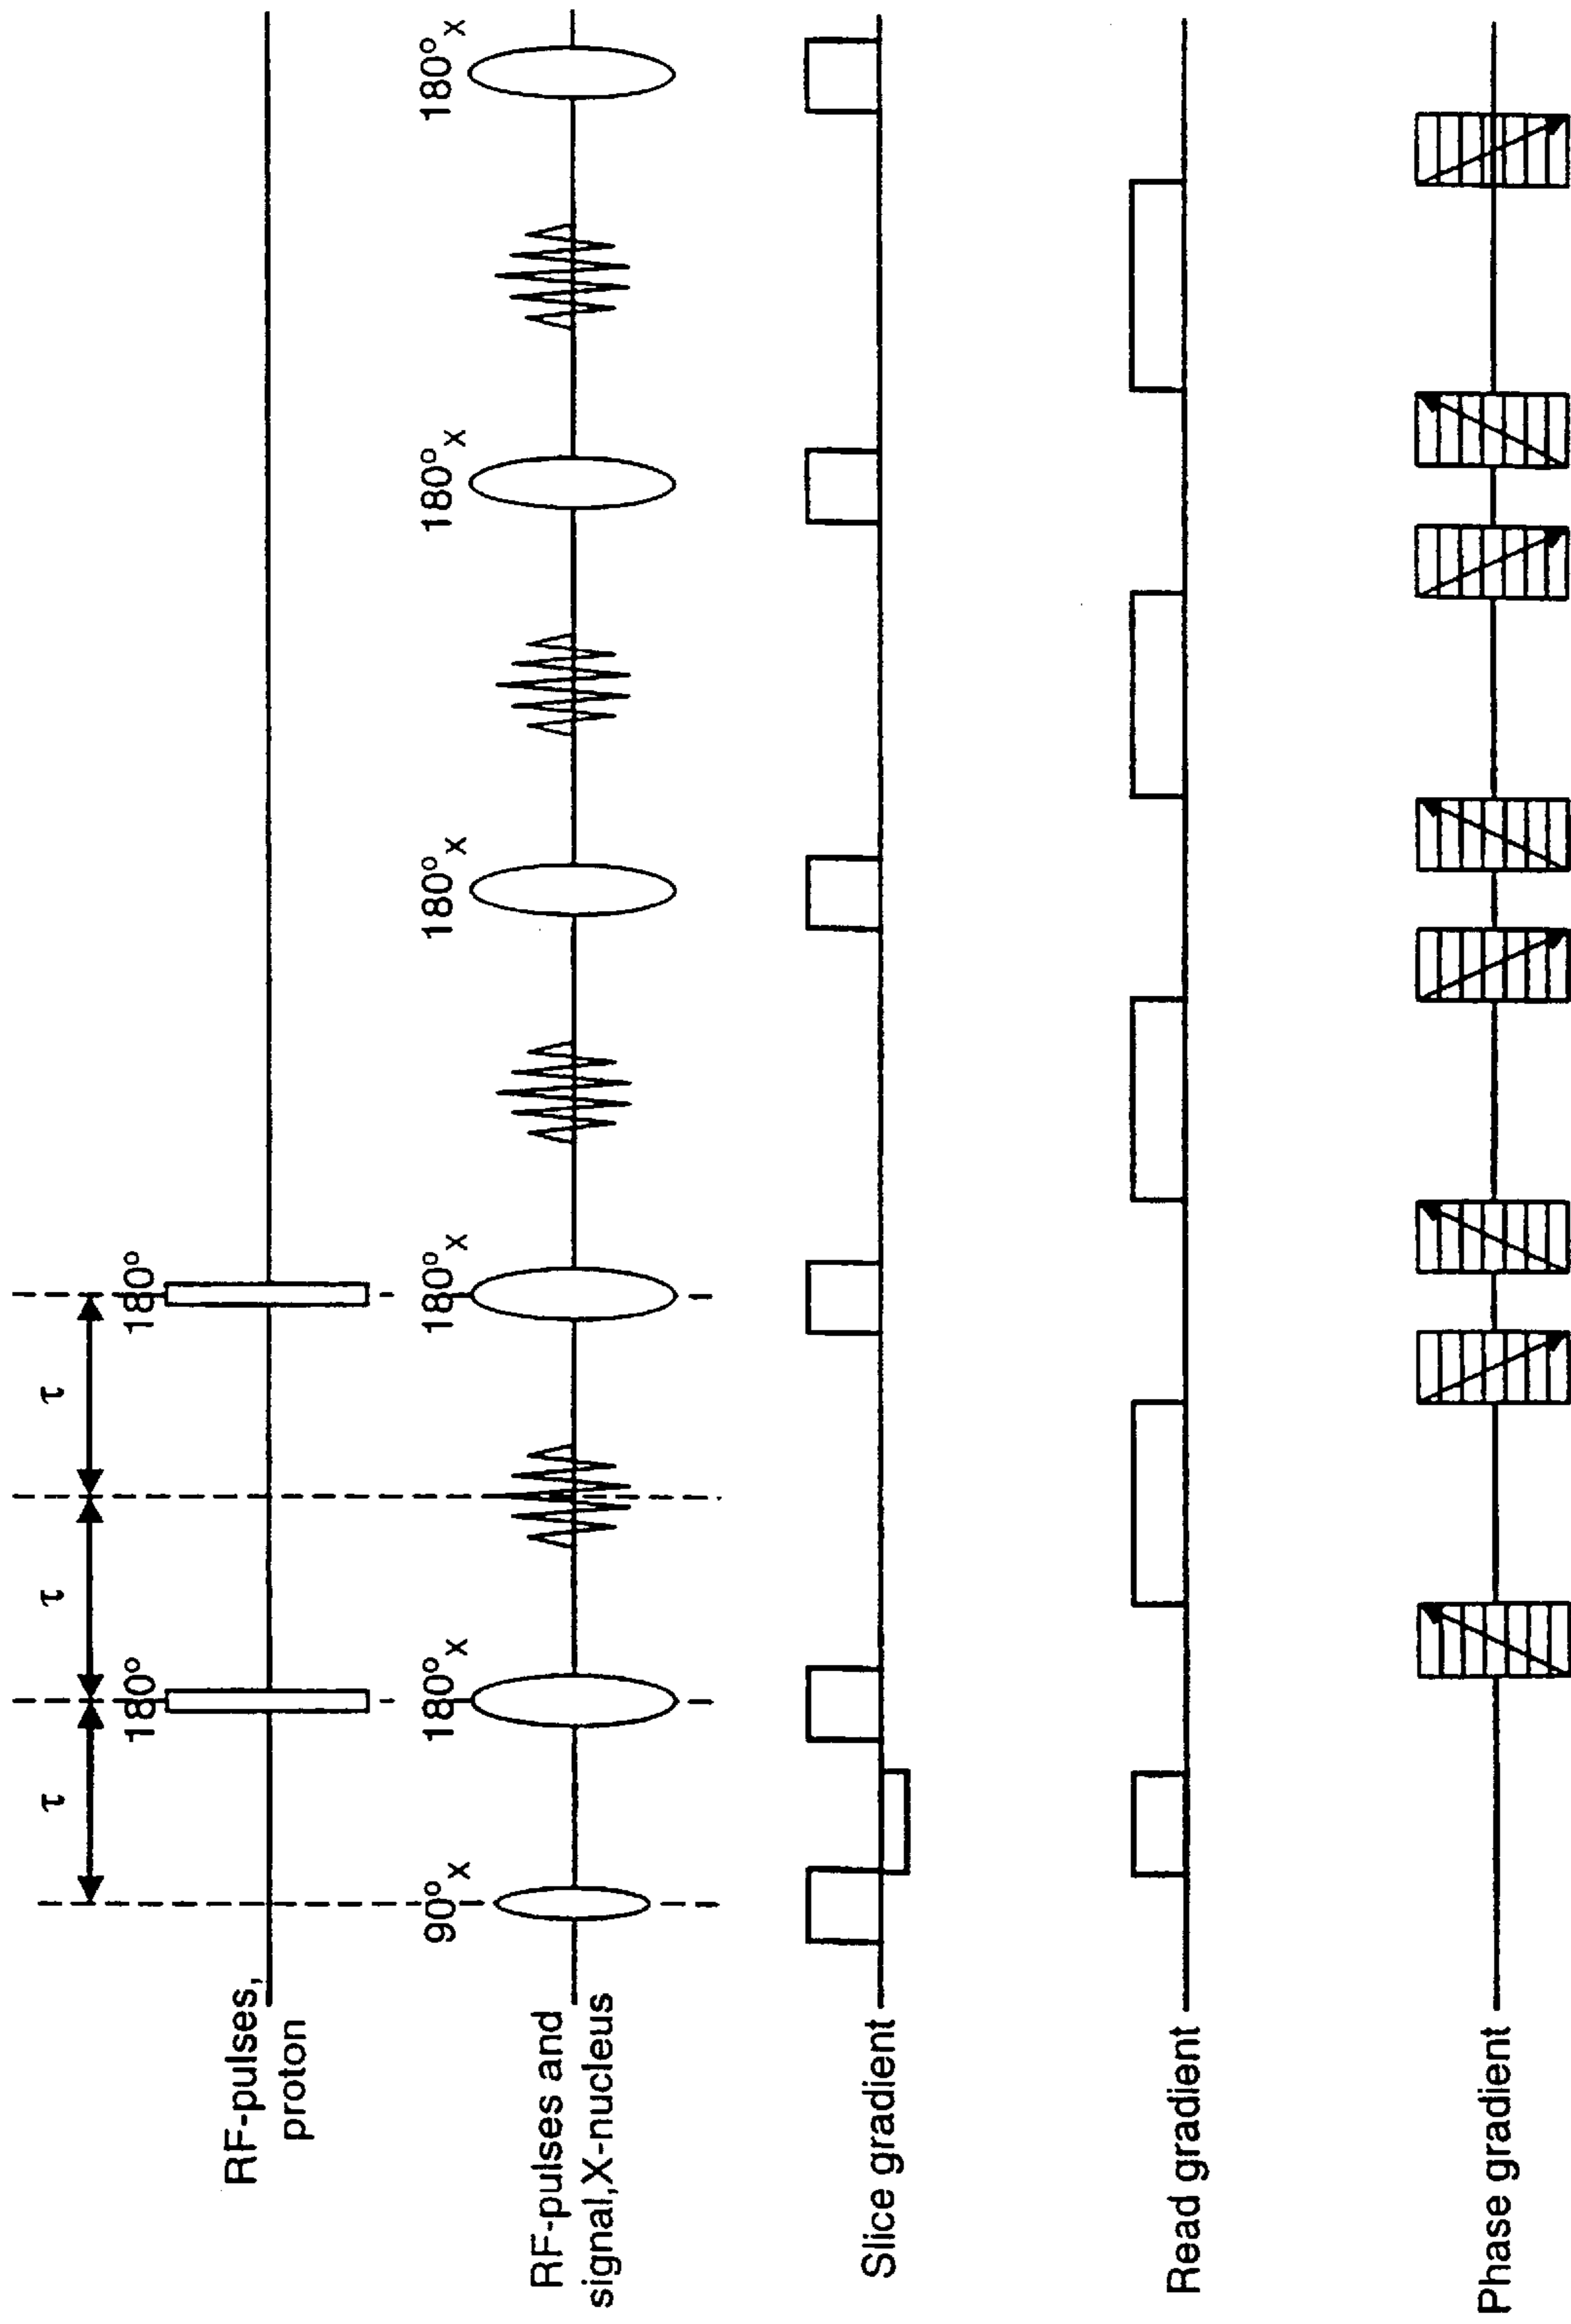 τ
τ
τ
RF-pulses,
proton
180°
180°
RF-pulses and
signal,X-nucleus
90°x
180°x
180°x
180°x
180°x
180°x
Slice gradient
Read gradient
Phase gradient